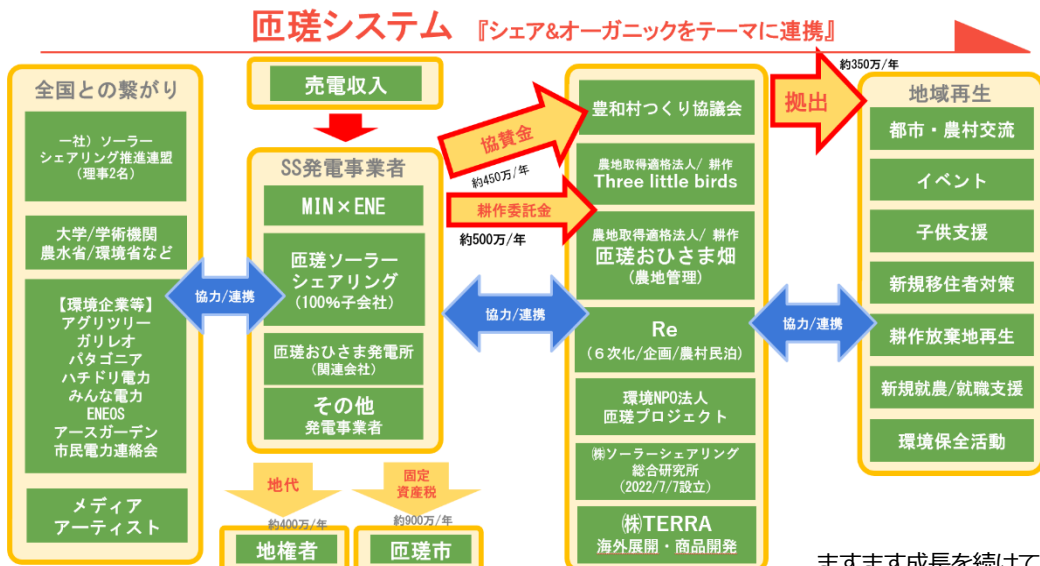 匝瑳システム 『シェア&オーガニックをテーマに連携』
全国との繋がり
一社）ソーラー
シェアリング推進連盟
（理事2名）
大学/学術機関
農水省/環境省など
【環境企業等】
アグリツリー
ガリレオ
パタゴニア
ハチドリ電力
みんな電力
ENEOS
アースガーデン
市民電力連絡会
メディア
アーティスト
協力/連携
売電収入
SS発電事業者
MIN×ENE
匝瑳ソーラー
シェアリング
（100%子会社）
匝瑳おひさま発電所
（関連会社）
その他
発電事業者
地代
約400万/年
地権者
固定
資産税
約900万/年
匝瑳市
協賛金
約450万/年
耕作委託金
約500万/年
協力/連携
豊和村つくり協議会
農地取得適格法人/ 耕作
Three little birds
農地取得適格法人/ 耕作
匝瑳おひさま畑
（農地管理）
Re
（６次化/企画/農村民泊）
環境NPO法人
匝瑳プロジェクト
㈱ソーラーシェアリング
総合研究所
（2022/7/7設立）
㈱TERRA
海外展開・商品開発
約350万/年
拠出
協力/連携
地域再生
都市・農村交流
イベント
子供支援
新規移住者対策
耕作放棄地再生
新規就農/就職支援
環境保全活動
ますます成長を続けて